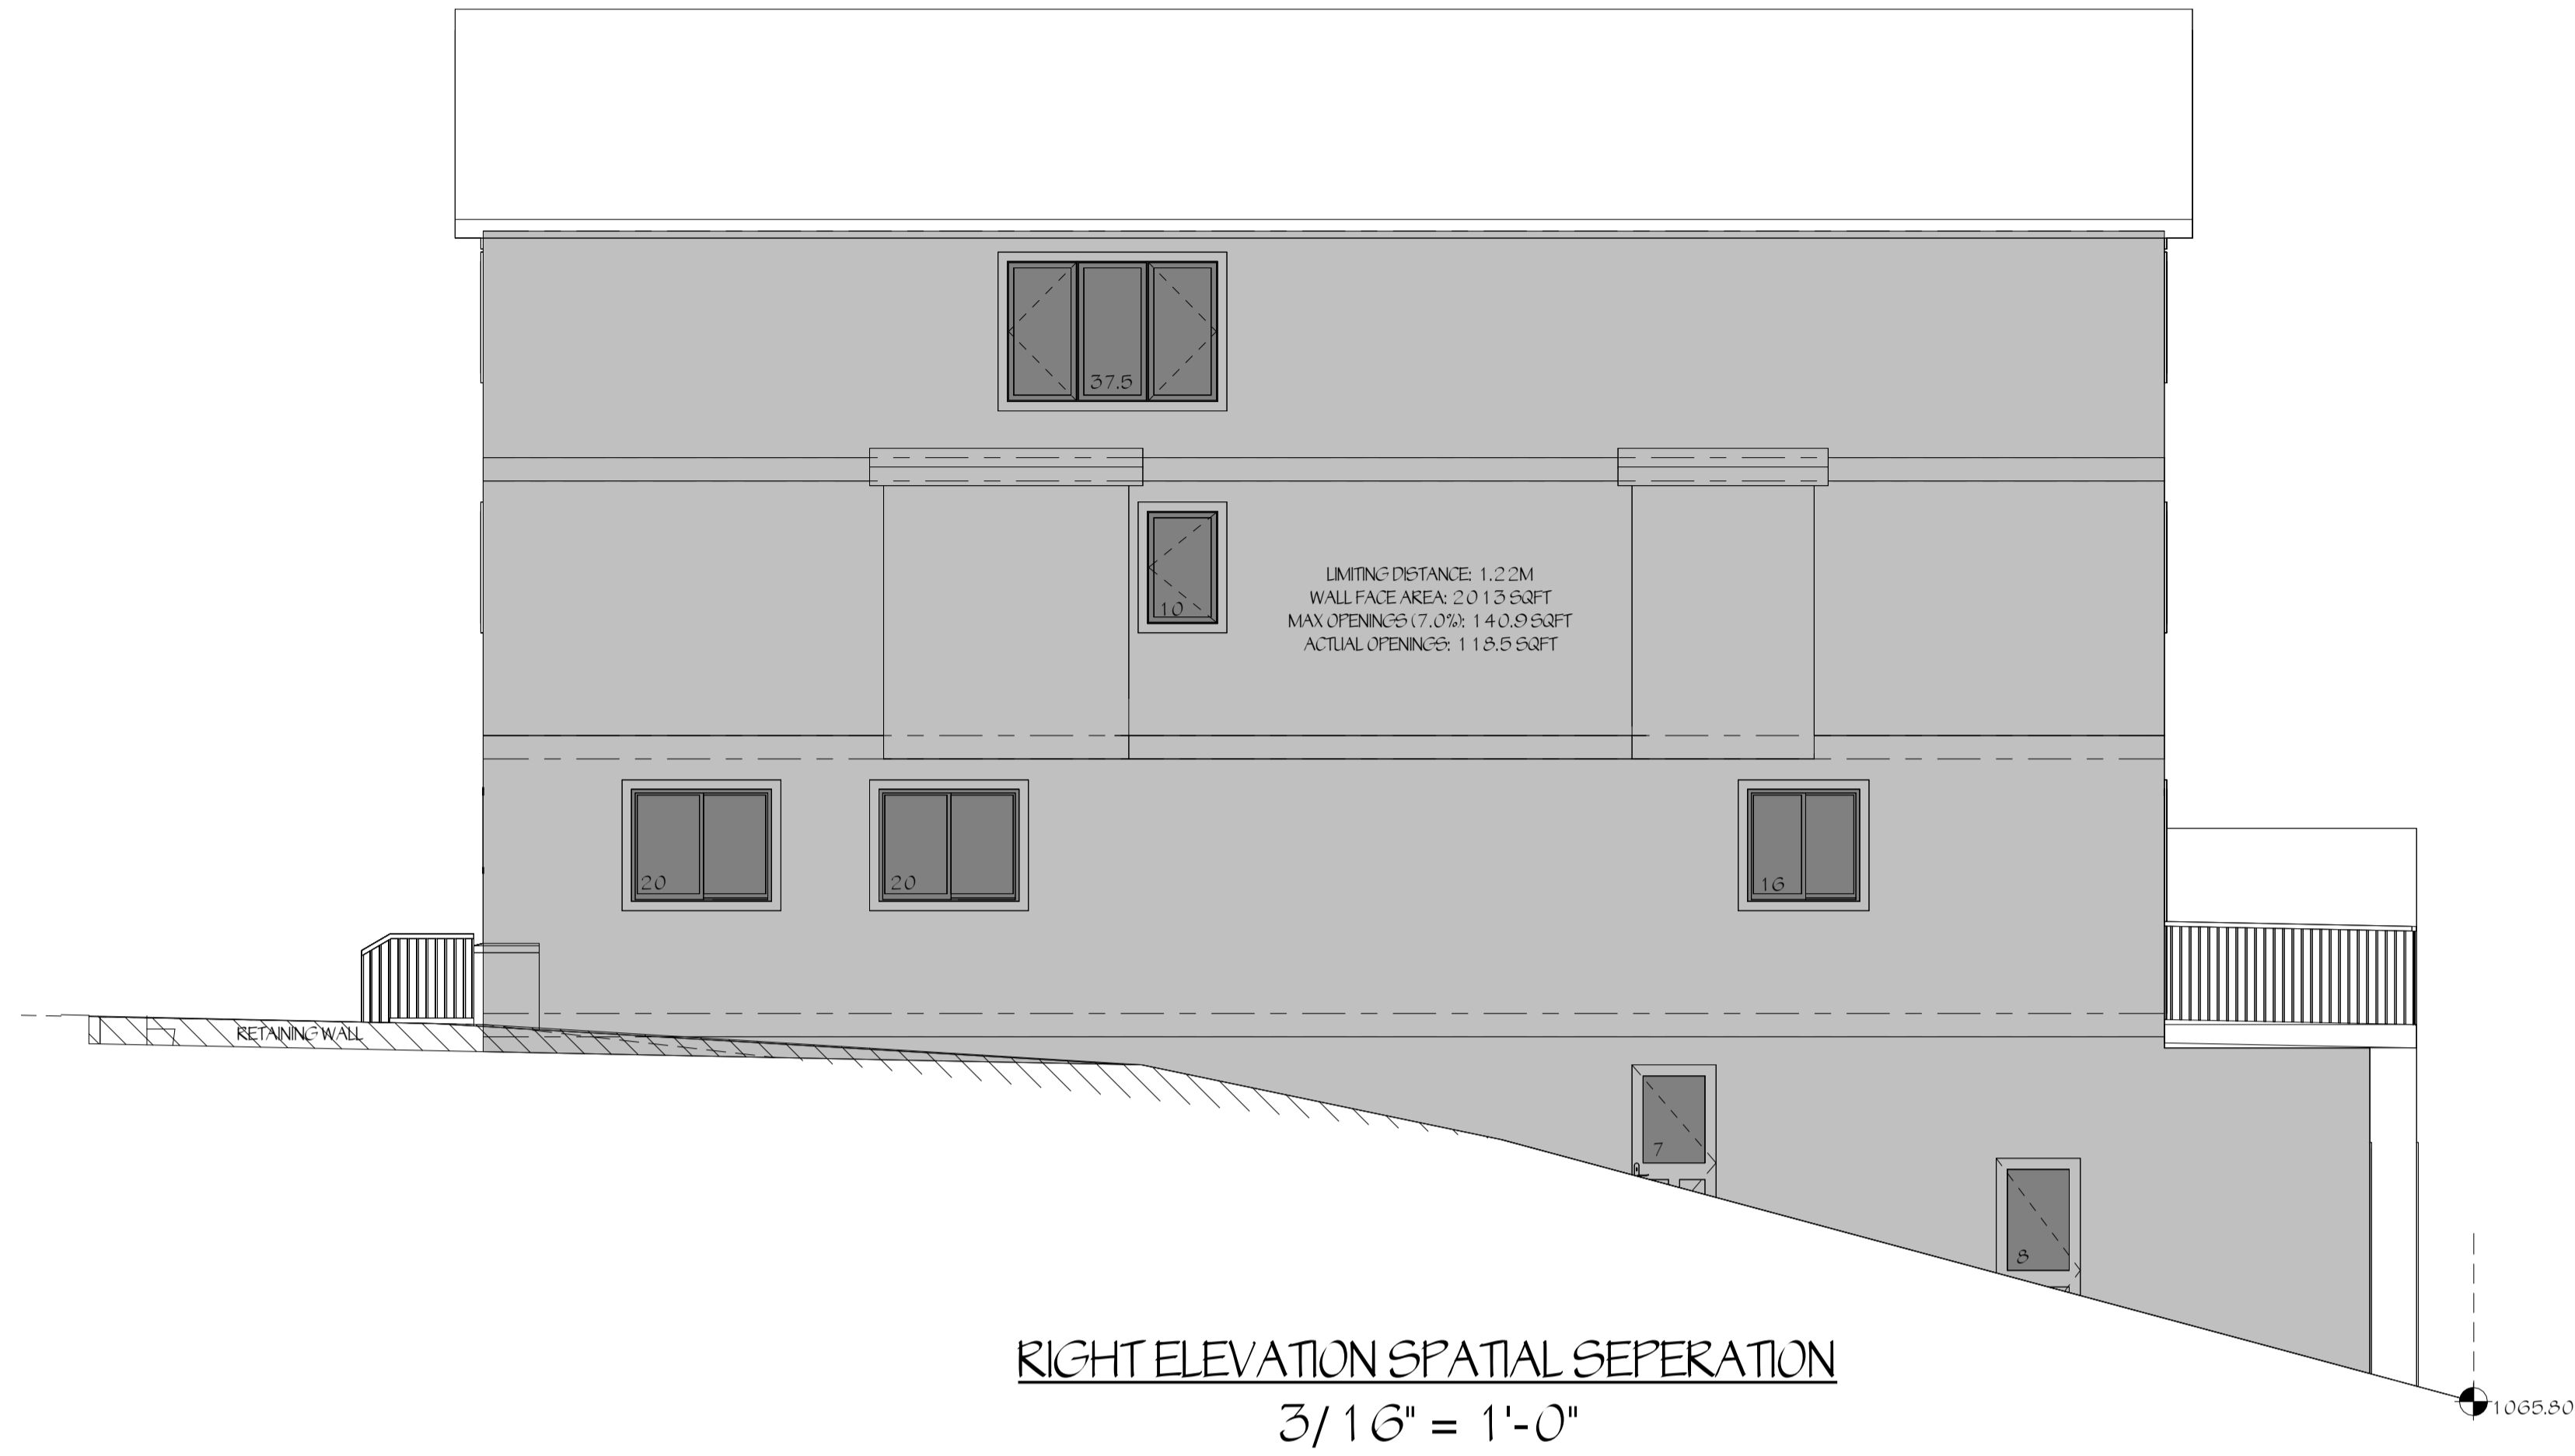 37.5
10
LIMITING DISTANCE: 1.22M
WALL FACE AREA: 2013 SQFT
MAX OPENINGS (7.0%): 140.9 SQFT
ACTUAL OPENINGS: 118.5 SQFT
20
20
16
RETAINING WALL
7
8
RIGHT ELEVATION SPATIAL SEPERATION
3/16" = 1'-0"
1065.80